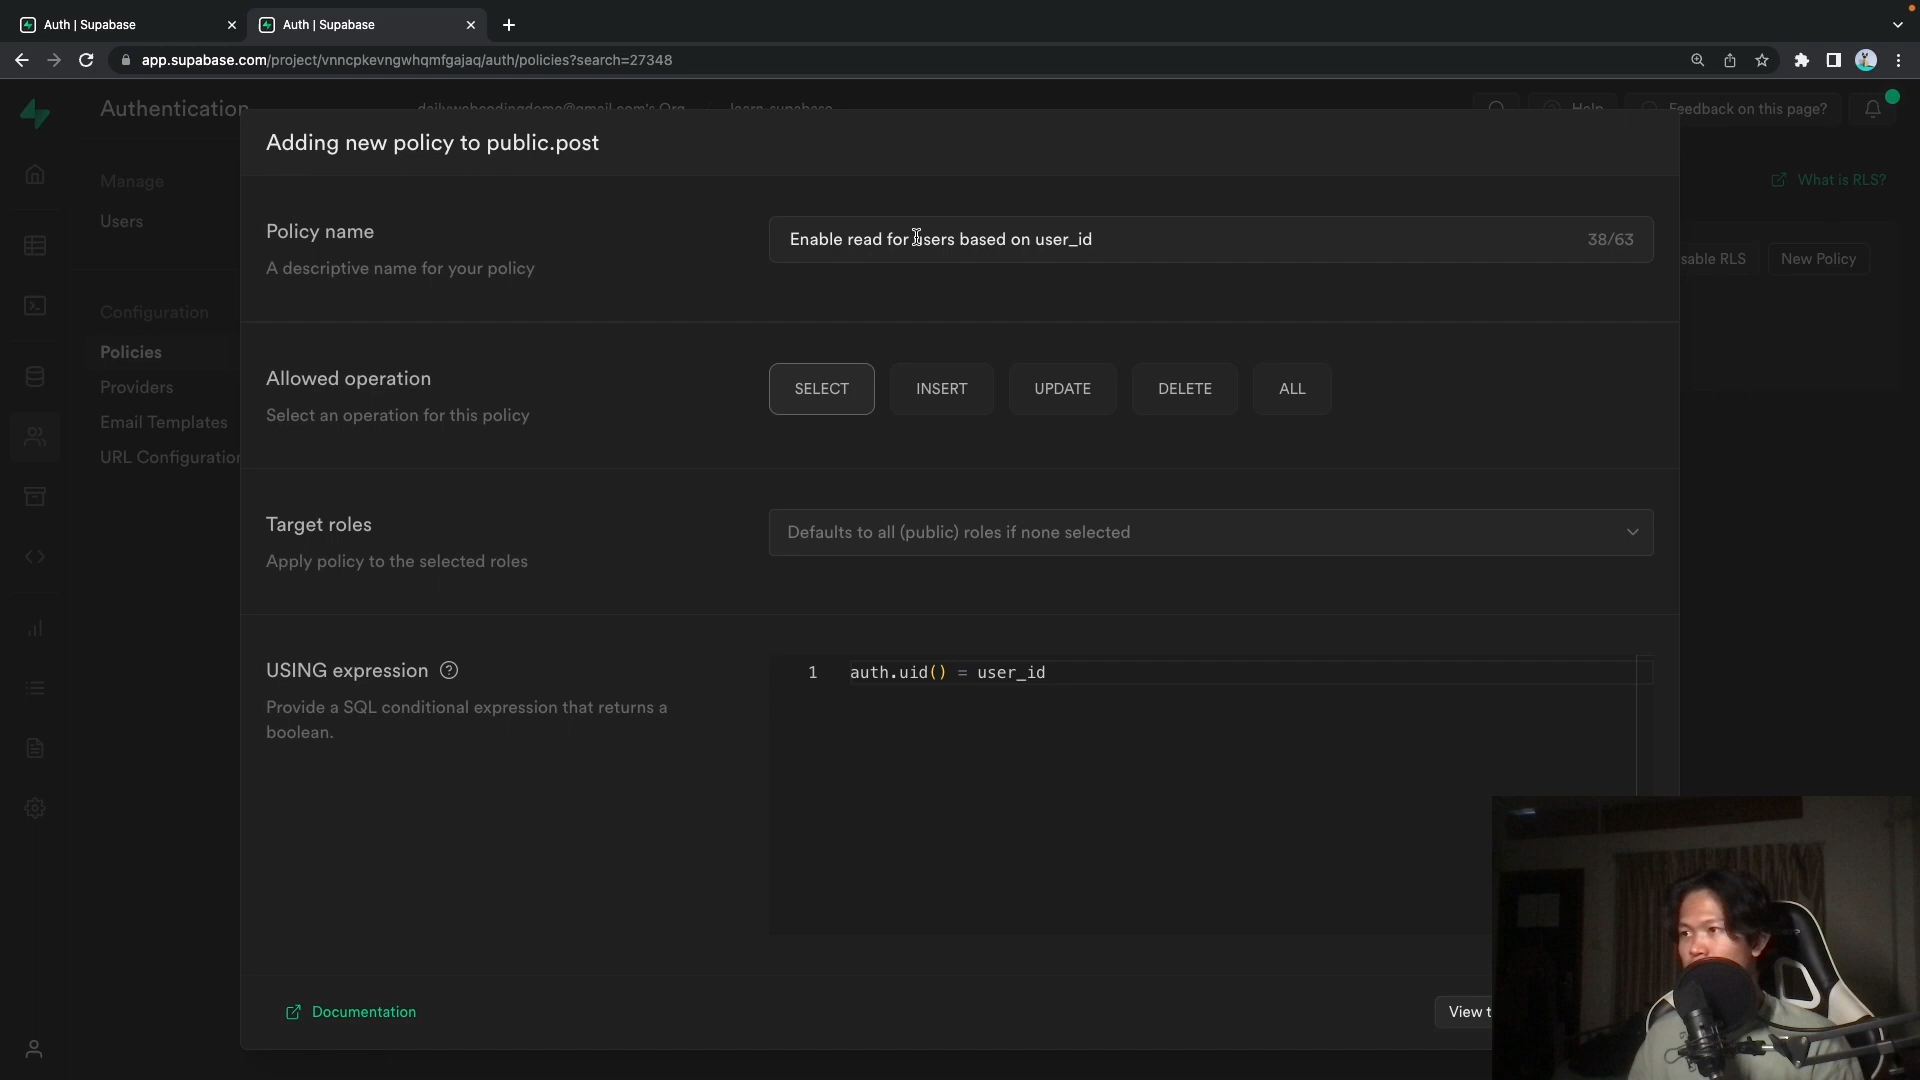 Auth | Supabase
Auth | Supabase
app.supabase.com/project/vnncpkevngwhqmfgajaq/auth/policies?search=27348
Authentication
dailywebcodingdemo@gmail.com's Org
learn-supabase
Help
Feedback on this page?
Adding new policy to public.post
Manage
Users
Configuration
Policies
Providers
Email Templates
URL Configuration
What is RLS?
sable RLS
New Policy
Policy name
A descriptive name for your policy
Enable read for users based on user_id
38/63
Allowed operation
Select an operation for this policy
SELECT
INSERT
UPDATE
DELETE
ALL
Target roles
Apply policy to the selected roles
Defaults to all (public) roles if none selected
USING expression
Provide a SQL conditional expression that returns a
boolean.
1
auth.uid() = user_id
Documentation
View t